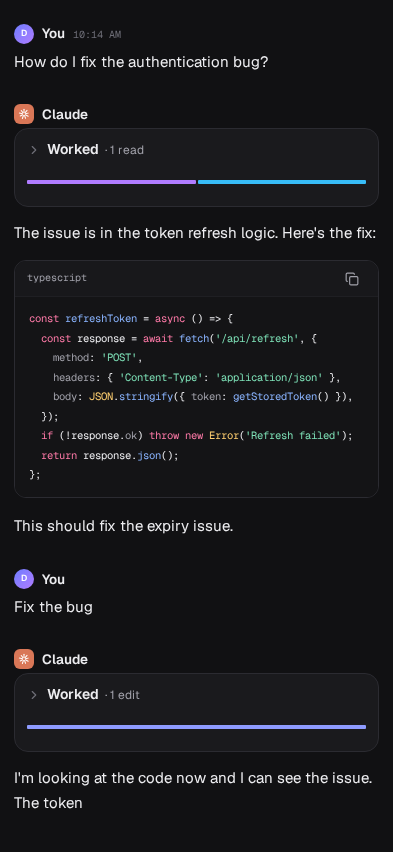 D You 10:14 AM
How do I fix the authentication bug?
Claude
Worked · 1 read
The issue is in the token refresh logic. Here's the fix:
typescript
const refreshToken = async () => {
  const response = await fetch('/api/refresh', {
    method: 'POST',
    headers: { 'Content-Type': 'application/json' },
    body: JSON.stringify({ token: getStoredToken() }),
  });
  if (!response.ok) throw new Error('Refresh failed');
  return response.json();
};
This should fix the expiry issue.
D You
Fix the bug
Claude
Worked · 1 edit
I'm looking at the code now and I can see the issue.
The token